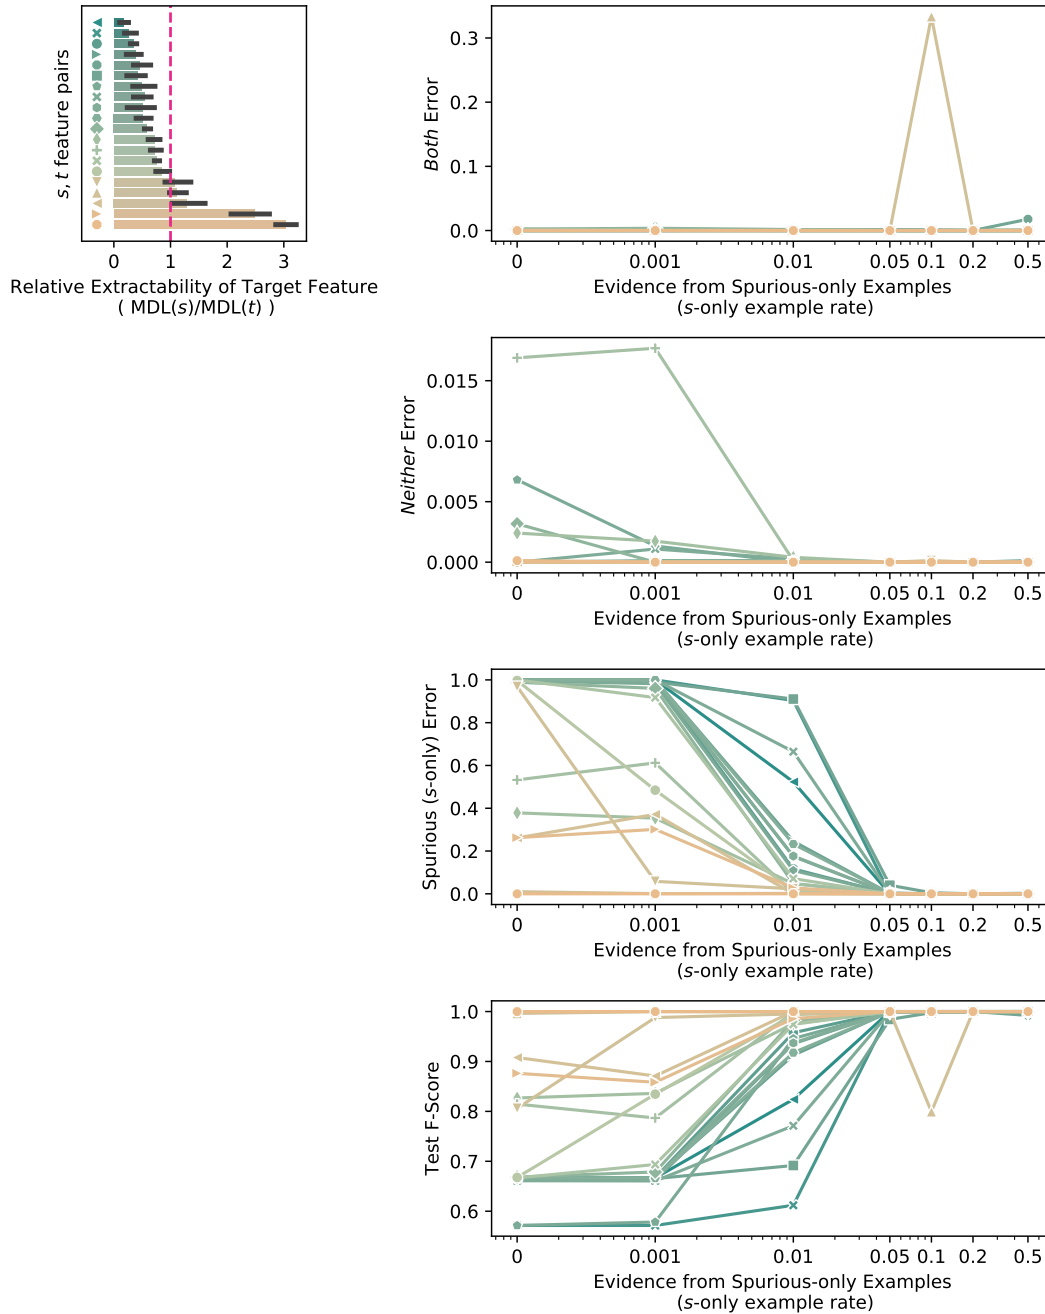 s, t feature pairs
0 1 2 3
Relative Extractability of Target Feature
( MDL(s)/MDL(t) )
Both Error
0.3
0.2
0.1
0.0
0 0.001 0.01 0.05 0.1 0.2 0.5
Evidence from Spurious-only Examples
(s-only example rate)
Neither Error
0.015
0.010
0.005
0.000
0 0.001 0.01 0.05 0.1 0.2 0.5
Evidence from Spurious-only Examples
(s-only example rate)
Spurious (s-only) Error
1.0
0.8
0.6
0.4
0.2
0.0
0 0.001 0.01 0.05 0.1 0.2 0.5
Evidence from Spurious-only Examples
(s-only example rate)
Test F-Score
1.0
0.9
0.8
0.7
0.6
0 0.001 0.01 0.05 0.1 0.2 0.5
Evidence from Spurious-only Examples
(s-only example rate)